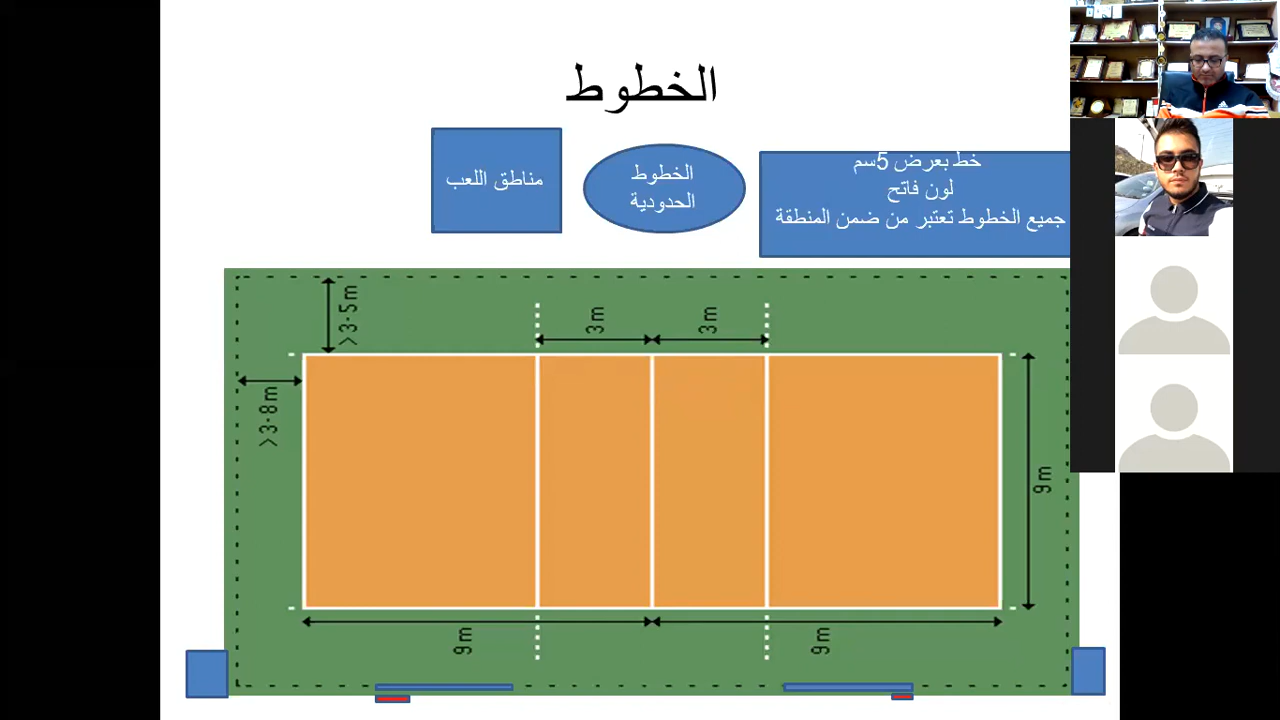 الخطوط
خط بعرض 5سم
لون فاتح
جميع الخطوط تعتبر من ضمن المنطقة
الخطوط
الحدودية
مناطق اللعب
>3·5m
3m
3m
>3·8m
9m
9m
9m